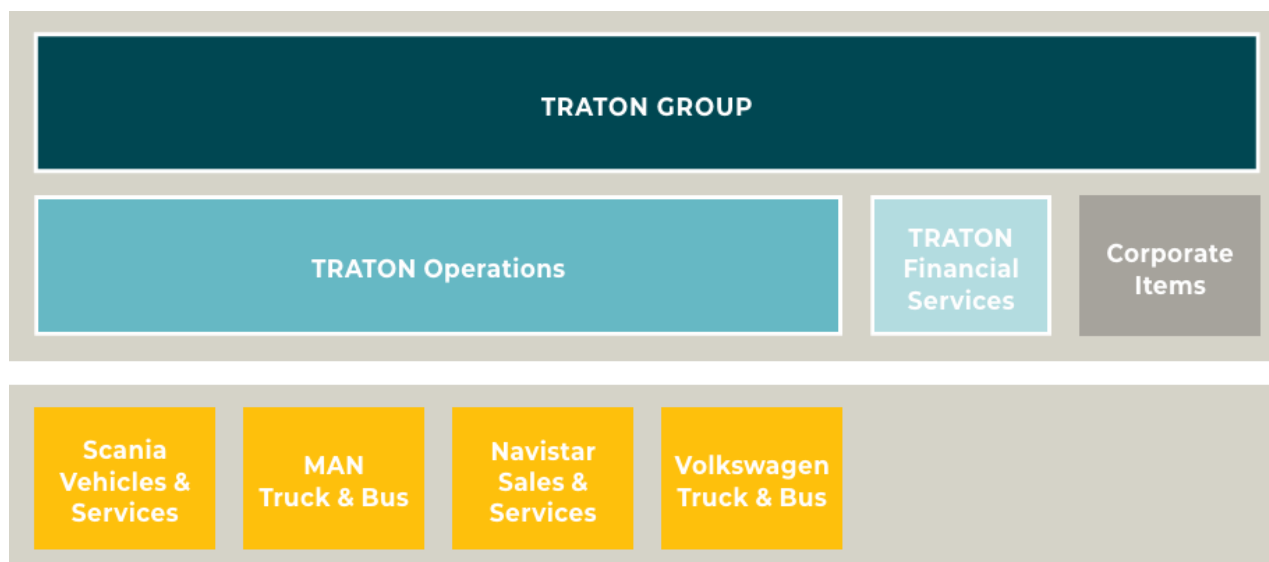 TRATON GROUP
TRATON Operations
TRATON
Financial
Services
Corporate
Items
Scania
Vehicles &
Services
MAN
Truck & Bus
Navistar
Sales &
Services
Volkswagen
Truck & Bus